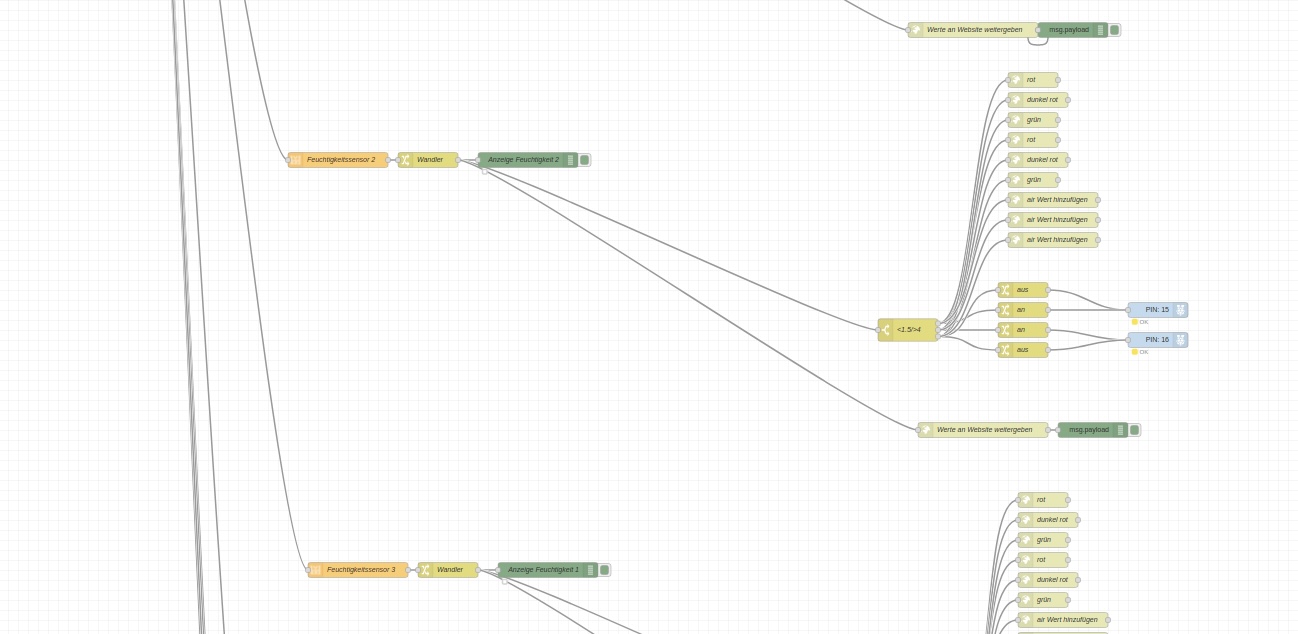 Werte an Website weitergeben
msg.payload
rot
dunkel rot
grün
rot
Feuchtigkeitssensor 2
Wandler
Anzeige Feuchtigkeit 2
dunkel rot
grün
air Wert hinzufügen
air Wert hinzufügen
air Wert hinzufügen
aus
an
PIN: 15
OK
<1.5/>4
an
PIN: 16
OK
aus
Werte an Website weitergeben
msg.payload
rot
dunkel rot
grün
rot
Feuchtigkeitssensor 3
Wandler
Anzeige Feuchtigkeit 1
dunkel rot
grün
air Wert hinzufügen